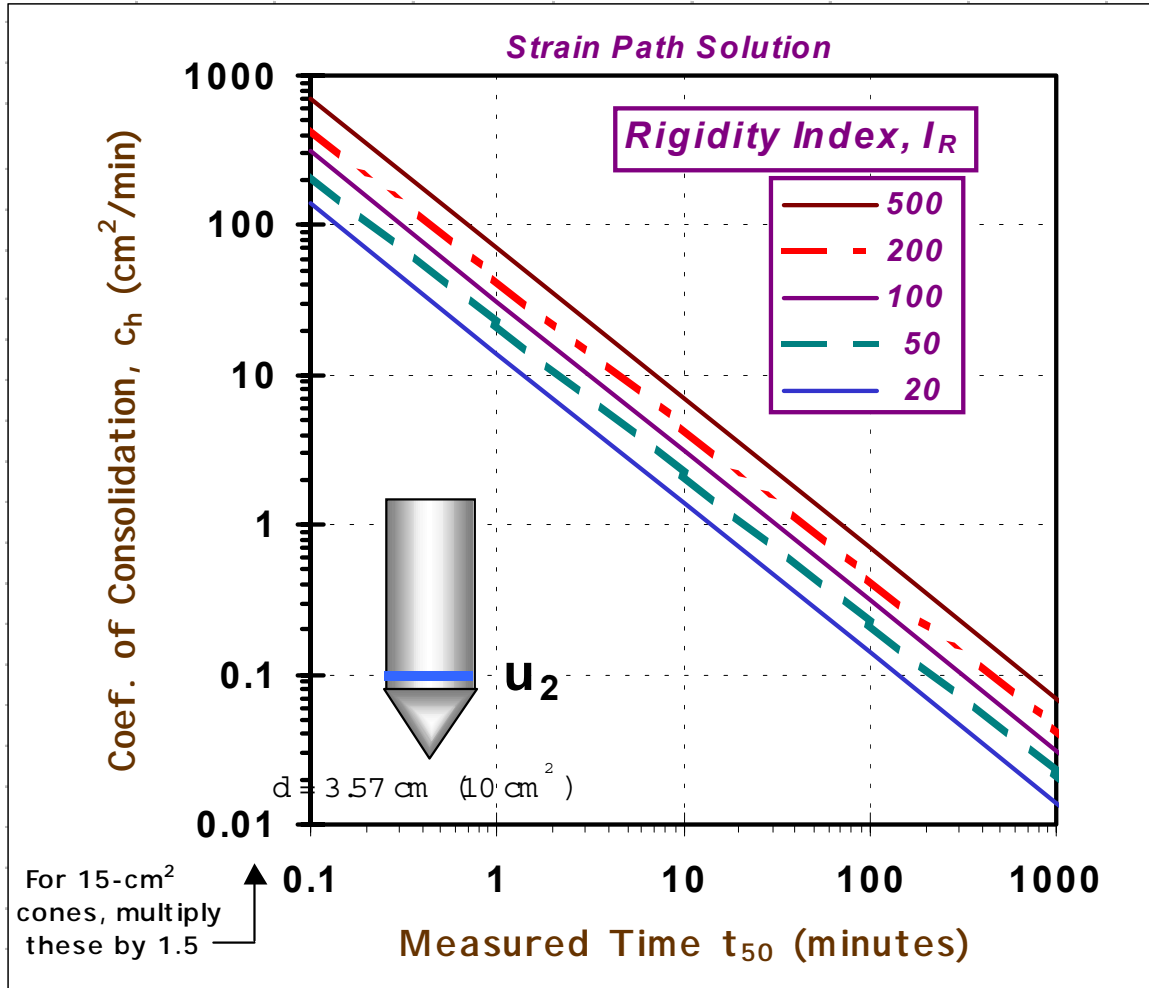 Strain Path Solution
Coef. of Consolidation, c_h (cm²/min)
1000
100
10
1
0.1
0.01
Rigidity Index, I_R
500
200
100
50
20
u₂
d = 3.57 cm (10 cm²)
0.1 1 10 100 1000
Measured Time t₅₀ (minutes)
For 15-cm²
cones, multiply
these by 1.5